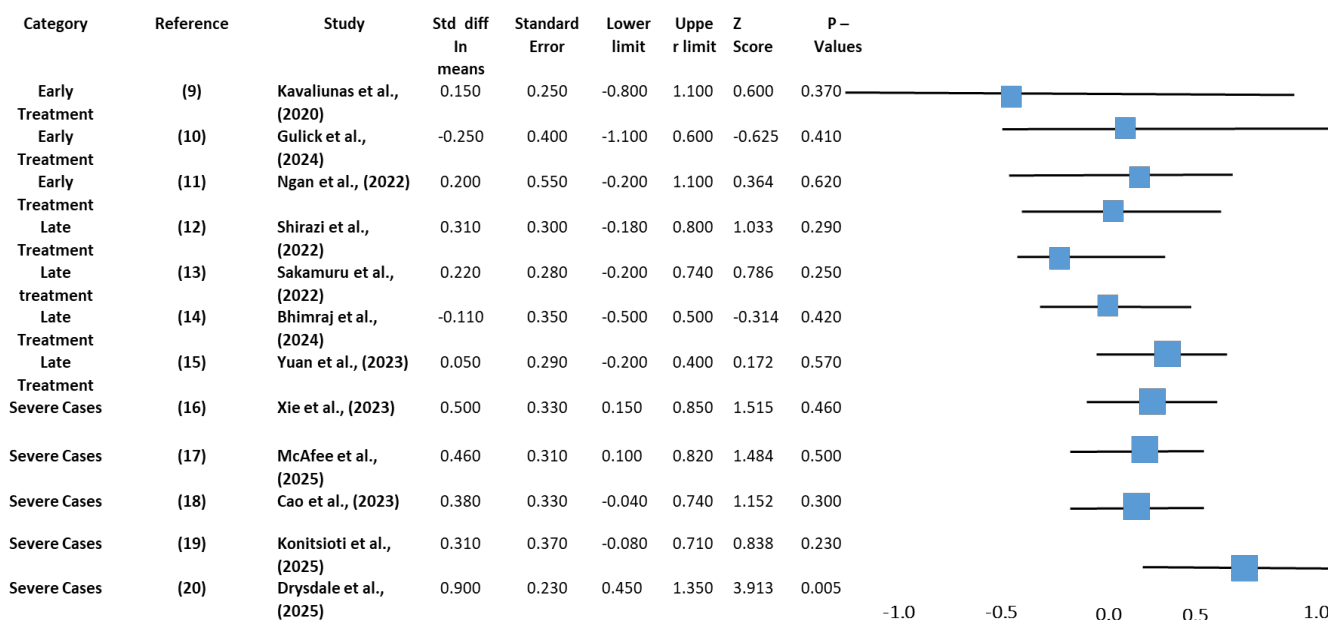 Category Reference Study Std diff Standard Lower Uppe Z P –
In Error limit r limit Score Values
means
Early (9) Kavaliunas et al., 0.150 0.250 -0.800 1.100 0.600 0.370
Treatment (2020)
Early (10) Gulick et al., -0.250 0.400 -1.100 0.600 -0.625 0.410
Treatment (2024)
Early (11) Ngan et al., (2022) 0.200 0.550 -0.200 1.100 0.364 0.620
Treatment
Late (12) Shirazi et al., 0.310 0.300 -0.180 0.800 1.033 0.290
Treatment (2022)
Late (13) Sakamuru et al., 0.220 0.280 -0.200 0.740 0.786 0.250
treatment (2022)
Late (14) Bhimraj et al., -0.110 0.350 -0.500 0.500 -0.314 0.420
Treatment (2024)
Late (15) Yuan et al., (2023) 0.050 0.290 -0.200 0.400 0.172 0.570
Treatment
Severe Cases (16) Xie et al., (2023) 0.500 0.330 0.150 0.850 1.515 0.460
Severe Cases (17) McAfee et al., 0.460 0.310 0.100 0.820 1.484 0.500
(2025)
Severe Cases (18) Cao et al., (2023) 0.380 0.330 -0.040 0.740 1.152 0.300
Severe Cases (19) Konitsioti et al., 0.310 0.370 -0.080 0.710 0.838 0.230
(2025)
Severe Cases (20) Drysdale et al., 0.900 0.230 0.450 1.350 3.913 0.005
(2025)
-1.0 -0.5 0.0 0.5 1.0